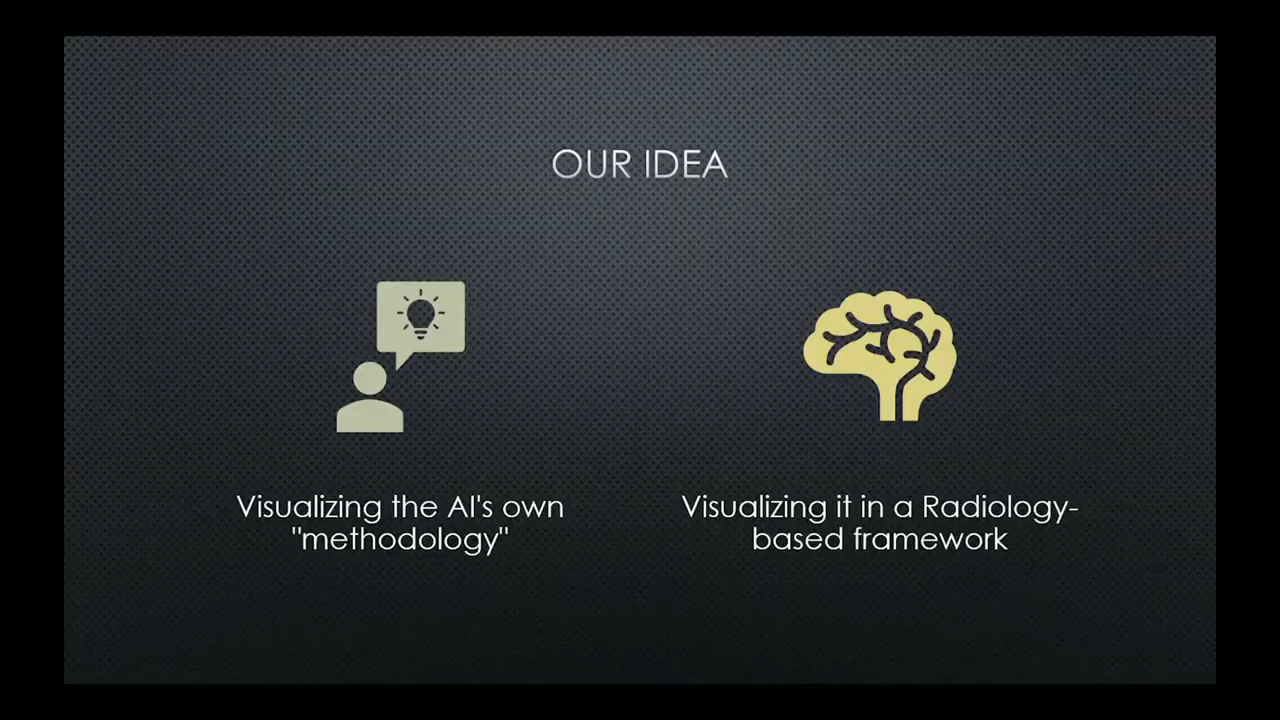 OUR IDEA
Visualizing the AI's own
"methodology"
Visualizing it in a Radiology-
based framework